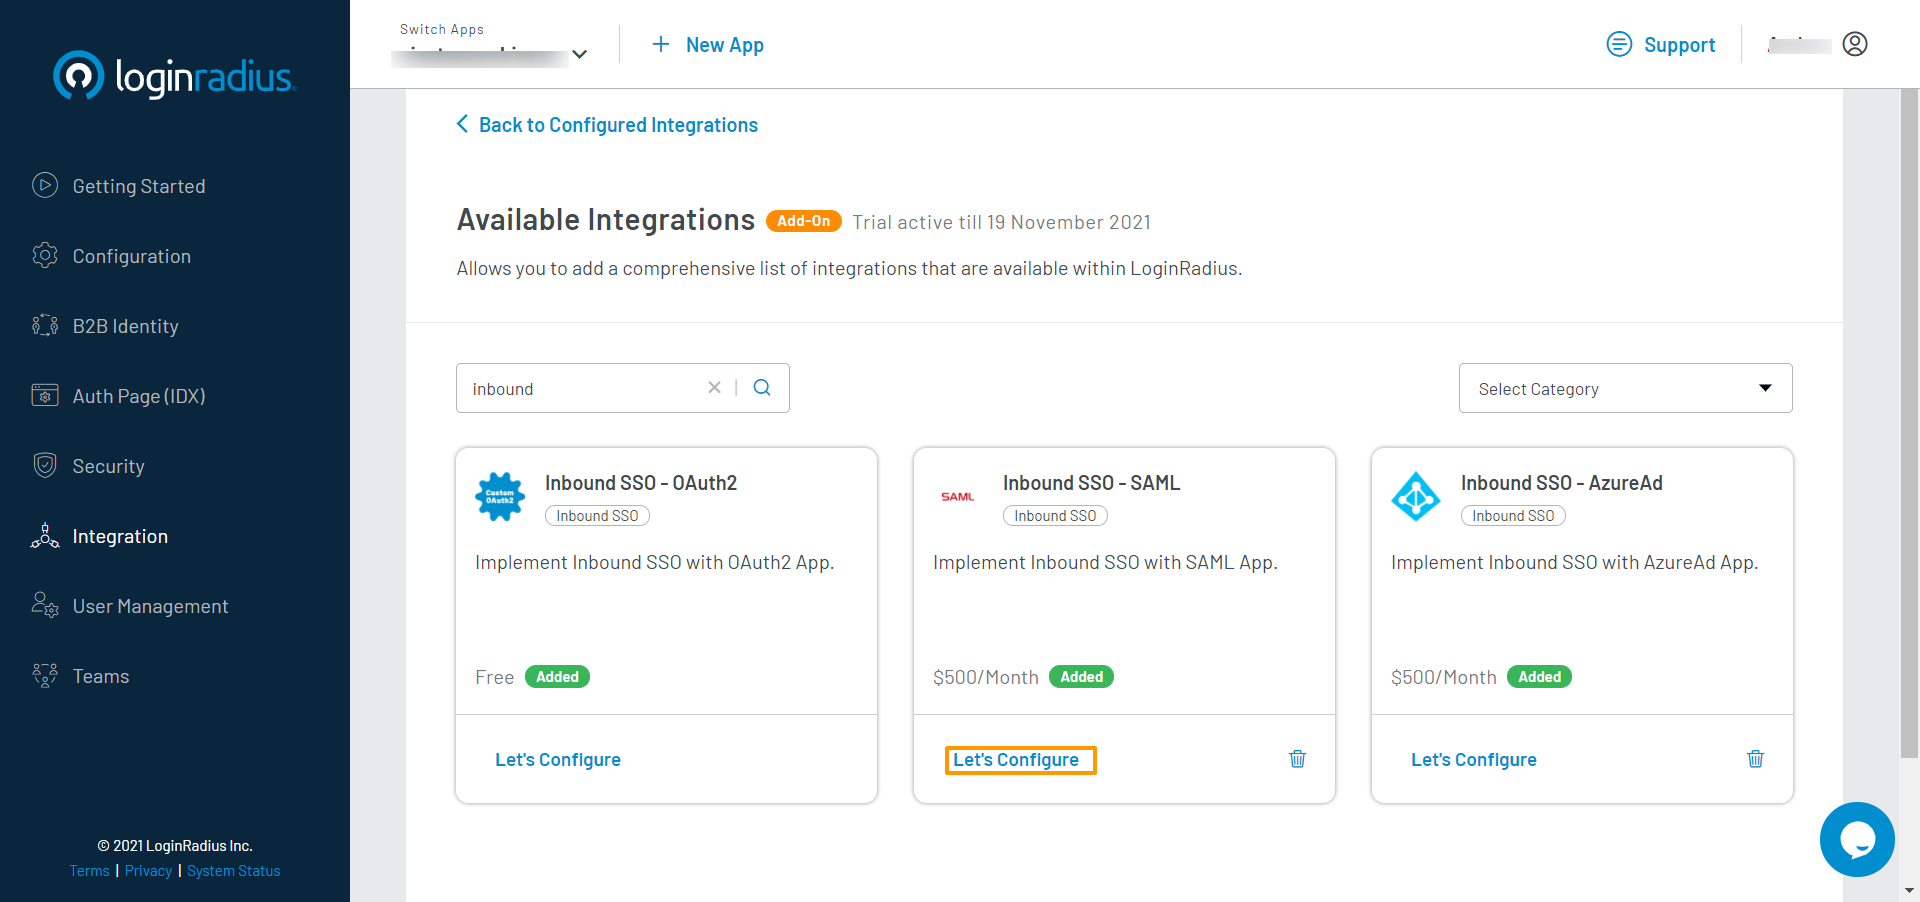 loginradius
Switch Apps
New App
Support
Getting Started
Configuration
B2B Identity
Auth Page (IDX)
Security
Integration
User Management
Teams
© 2021 LoginRadius Inc.
Terms | Privacy | System Status
Back to Configured Integrations
Available Integrations Add-On Trial active till 19 November 2021
Allows you to add a comprehensive list of integrations that are available within LoginRadius.
inbound
Select Category
Custom
OAuth2
Inbound SSO - OAuth2
Inbound SSO
Implement Inbound SSO with OAuth2 App.
Free Added
Let's Configure
SAML
Inbound SSO - SAML
Inbound SSO
Implement Inbound SSO with SAML App.
$500/Month Added
Let's Configure
Inbound SSO - AzureAd
Inbound SSO
Implement Inbound SSO with AzureAd App.
$500/Month Added
Let's Configure